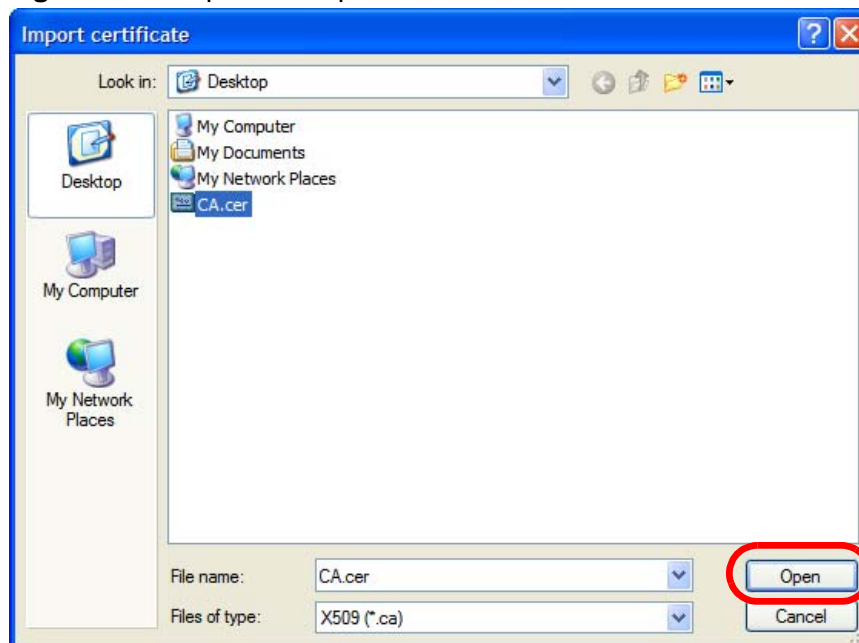 Import certificate
Look in: Desktop
My Computer
My Documents
My Network Places
CA.cer
Desktop
My Computer
My Network
Places
File name: CA.cer Open
Files of type: X509 (*.ca) Cancel